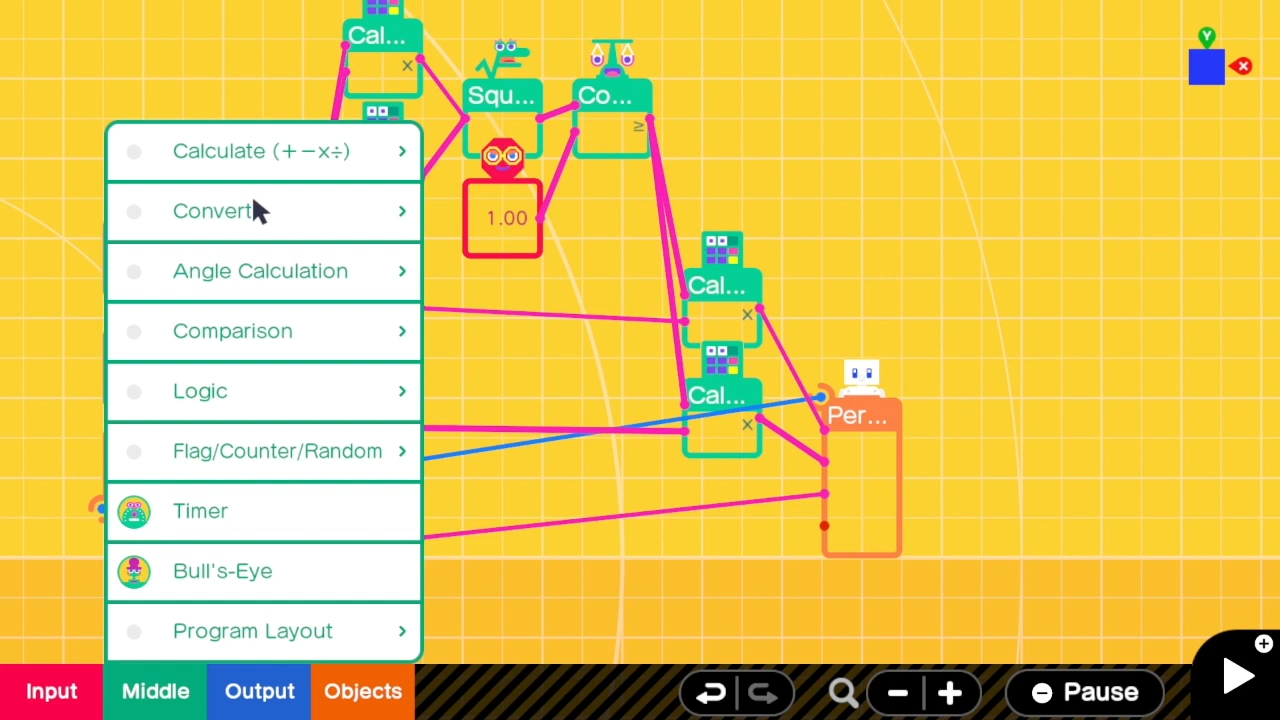 Cal...
×
Squ...
Co...
≥
1.00
Calculate (+−×÷)
Convert
Angle Calculation
Comparison
Logic
Flag/Counter/Random
Timer
Bull's-Eye
Program Layout
Cal...
×
Cal...
×
Per...
Y
X
Input
Middle
Output
Objects
Pause